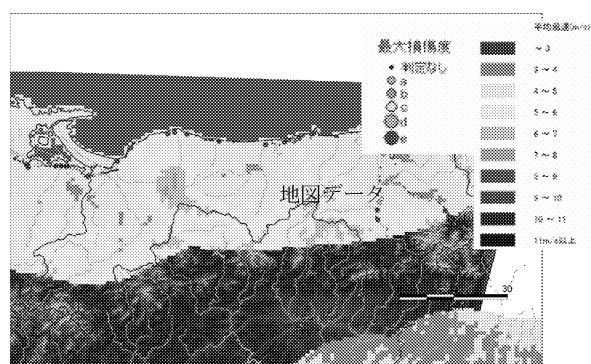 平均風速(m/s)
最大損傷度
判定なし
a
b
c
d
e
~ 3
3 ~ 4
4 ~ 5
5 ~ 6
6 ~ 7
7 ~ 8
8 ~ 9
9 ~ 10
10 ~ 11
11m/s以上
地図データ
30